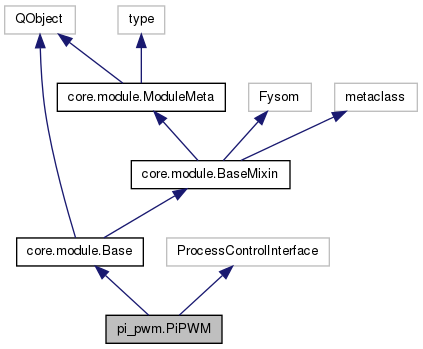 QObject
type
core.module.ModuleMeta
Fysom
metaclass
core.module.BaseMixin
core.module.Base
ProcessControlInterface
pi_pwm.PiPWM